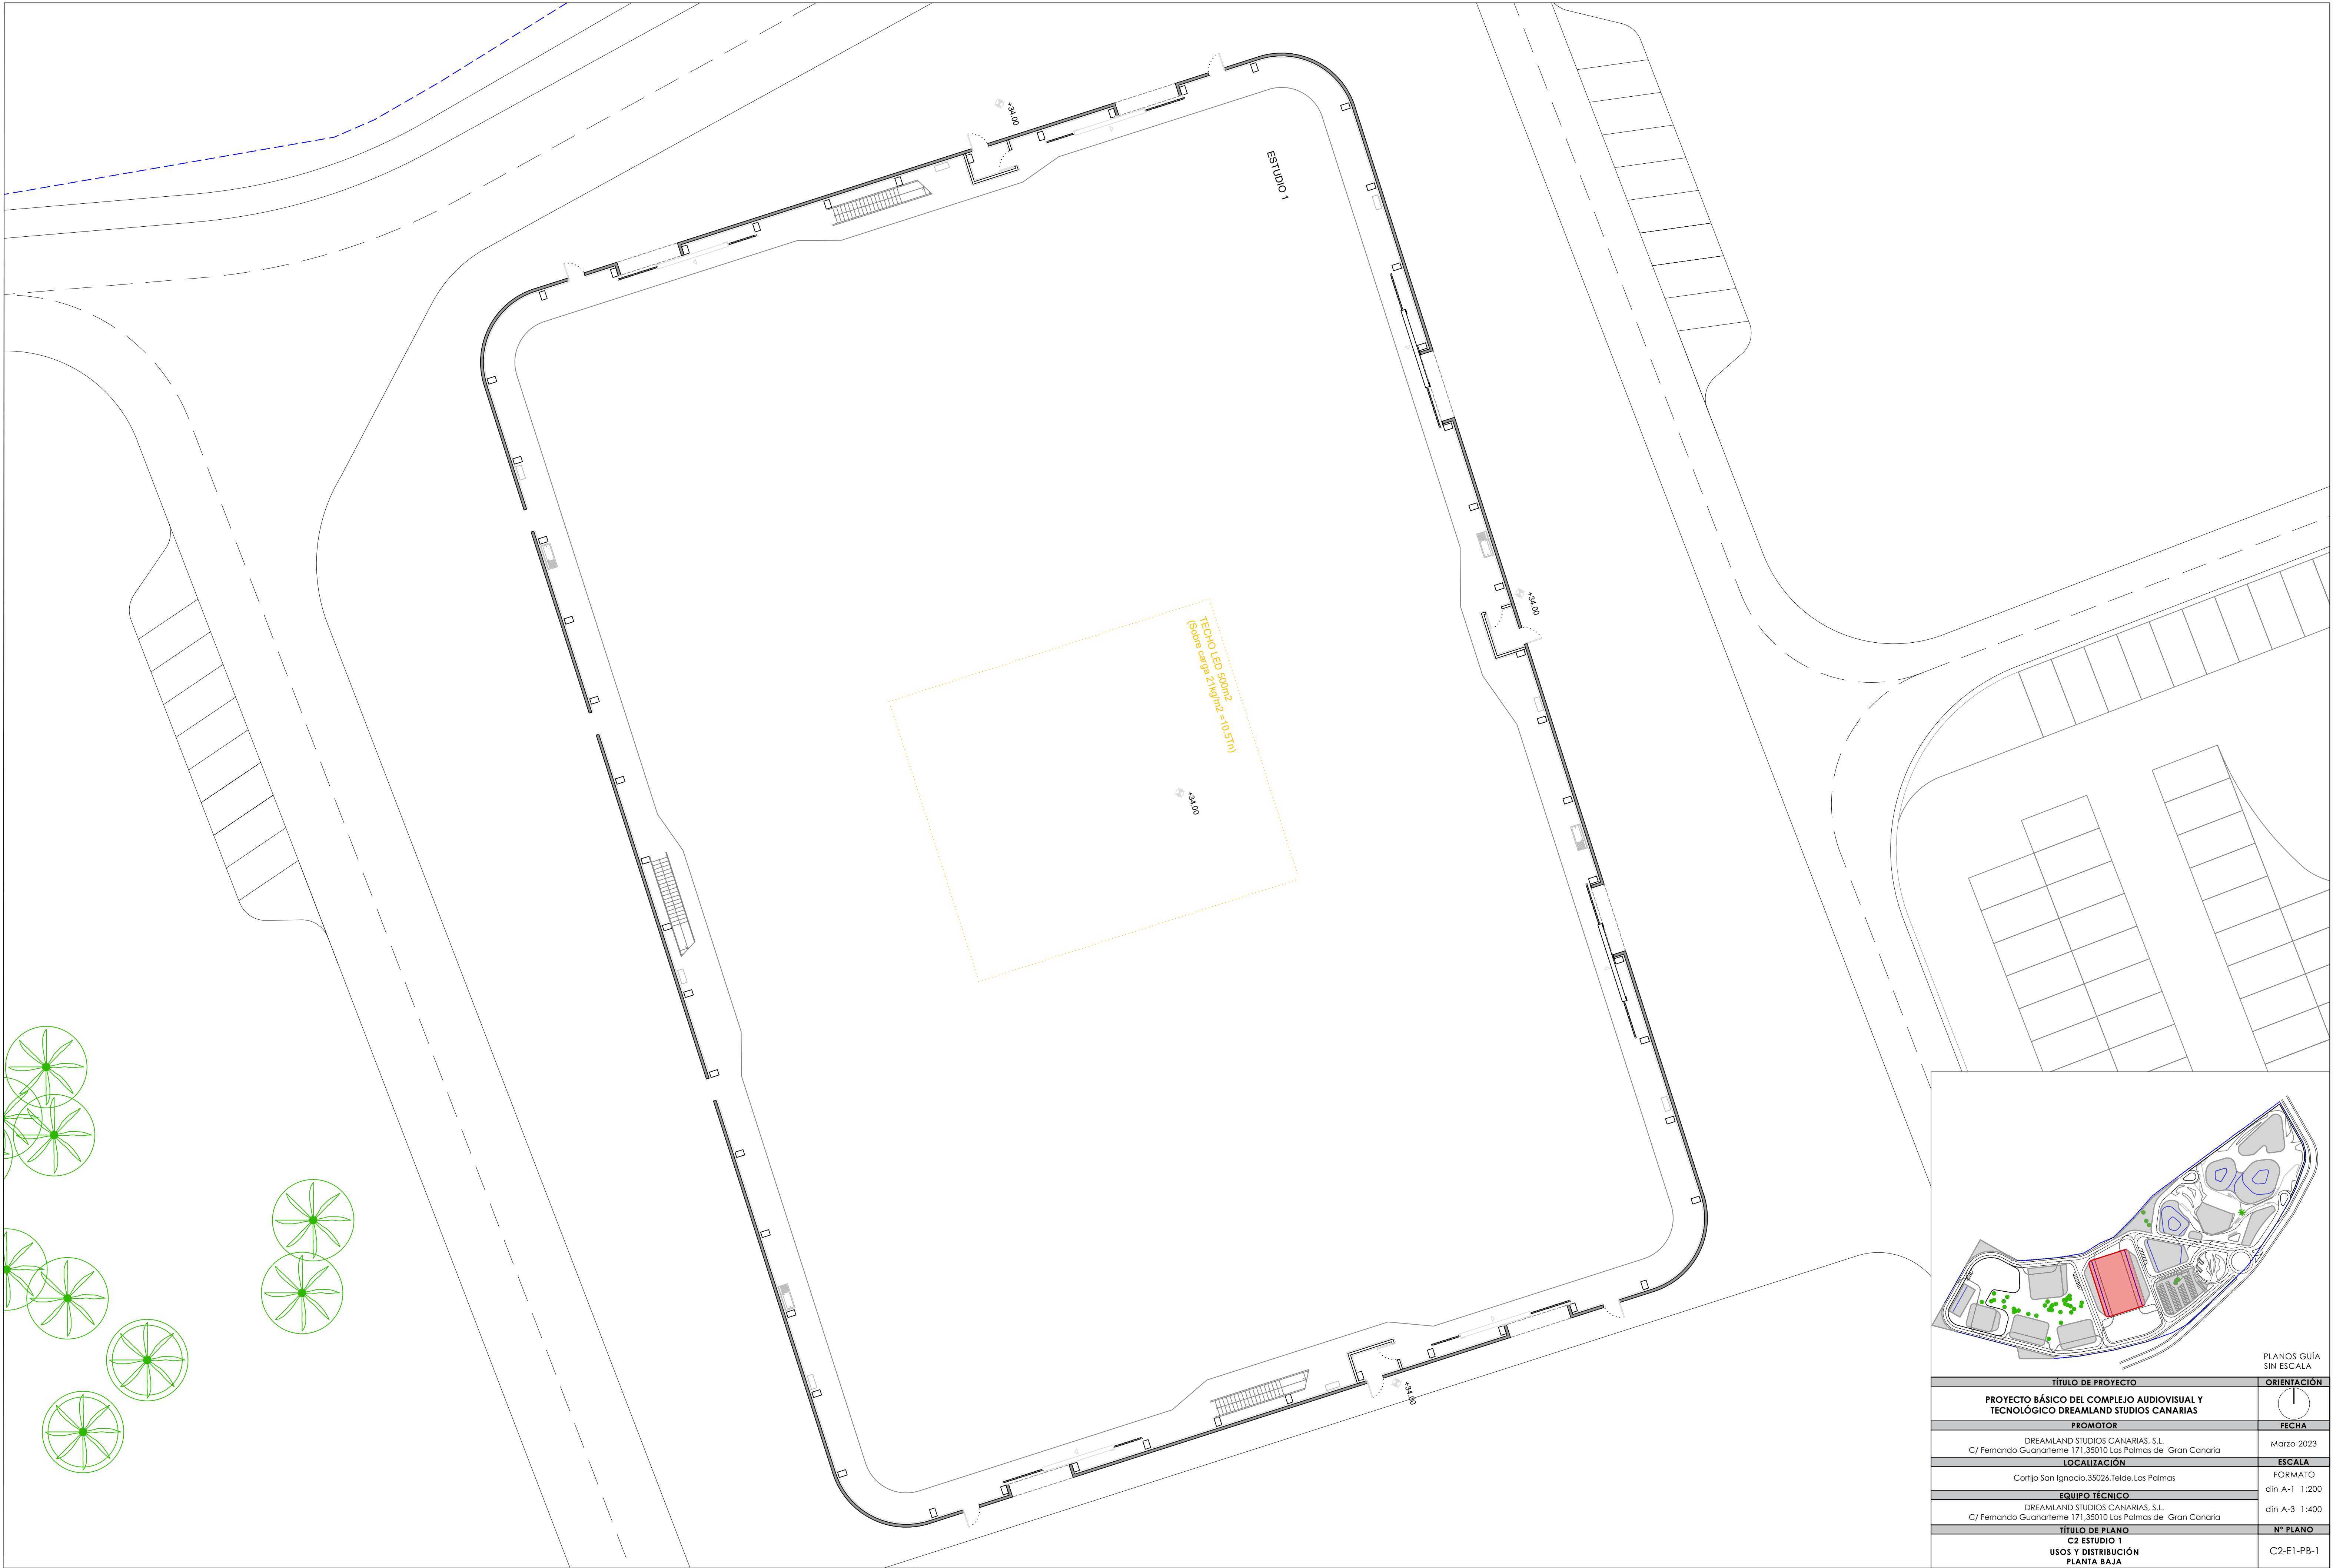 +34.00
ESTUDIO 1
+34.00
TECHO LED 500m2
(Sobre carga 21kg/m2 =10.5Tn)
+34.00
+34.00
PLANOS GUÍA
SIN ESCALA
TÍTULO DE PROYECTO
ORIENTACIÓN
PROYECTO BÁSICO DEL COMPLEJO AUDIOVISUAL Y
TECNOLÓGICO DREAMLAND STUDIOS CANARIAS
PROMOTOR
FECHA
DREAMLAND STUDIOS CANARIAS, S.L.
C/ Fernando Guanarteme 171,35010 Las Palmas de Gran Canaria
Marzo 2023
LOCALIZACIÓN
ESCALA
Cortijo San Ignacio,35026,Telde,Las Palmas
FORMATO
din A-1 1:200
EQUIPO TÉCNICO
DREAMLAND STUDIOS CANARIAS, S.L.
C/ Fernando Guanarteme 171,35010 Las Palmas de Gran Canaria
din A-3 1:400
TÍTULO DE PLANO
Nº PLANO
C2 ESTUDIO 1
USOS Y DISTRIBUCIÓN
PLANTA BAJA
C2-E1-PB-1